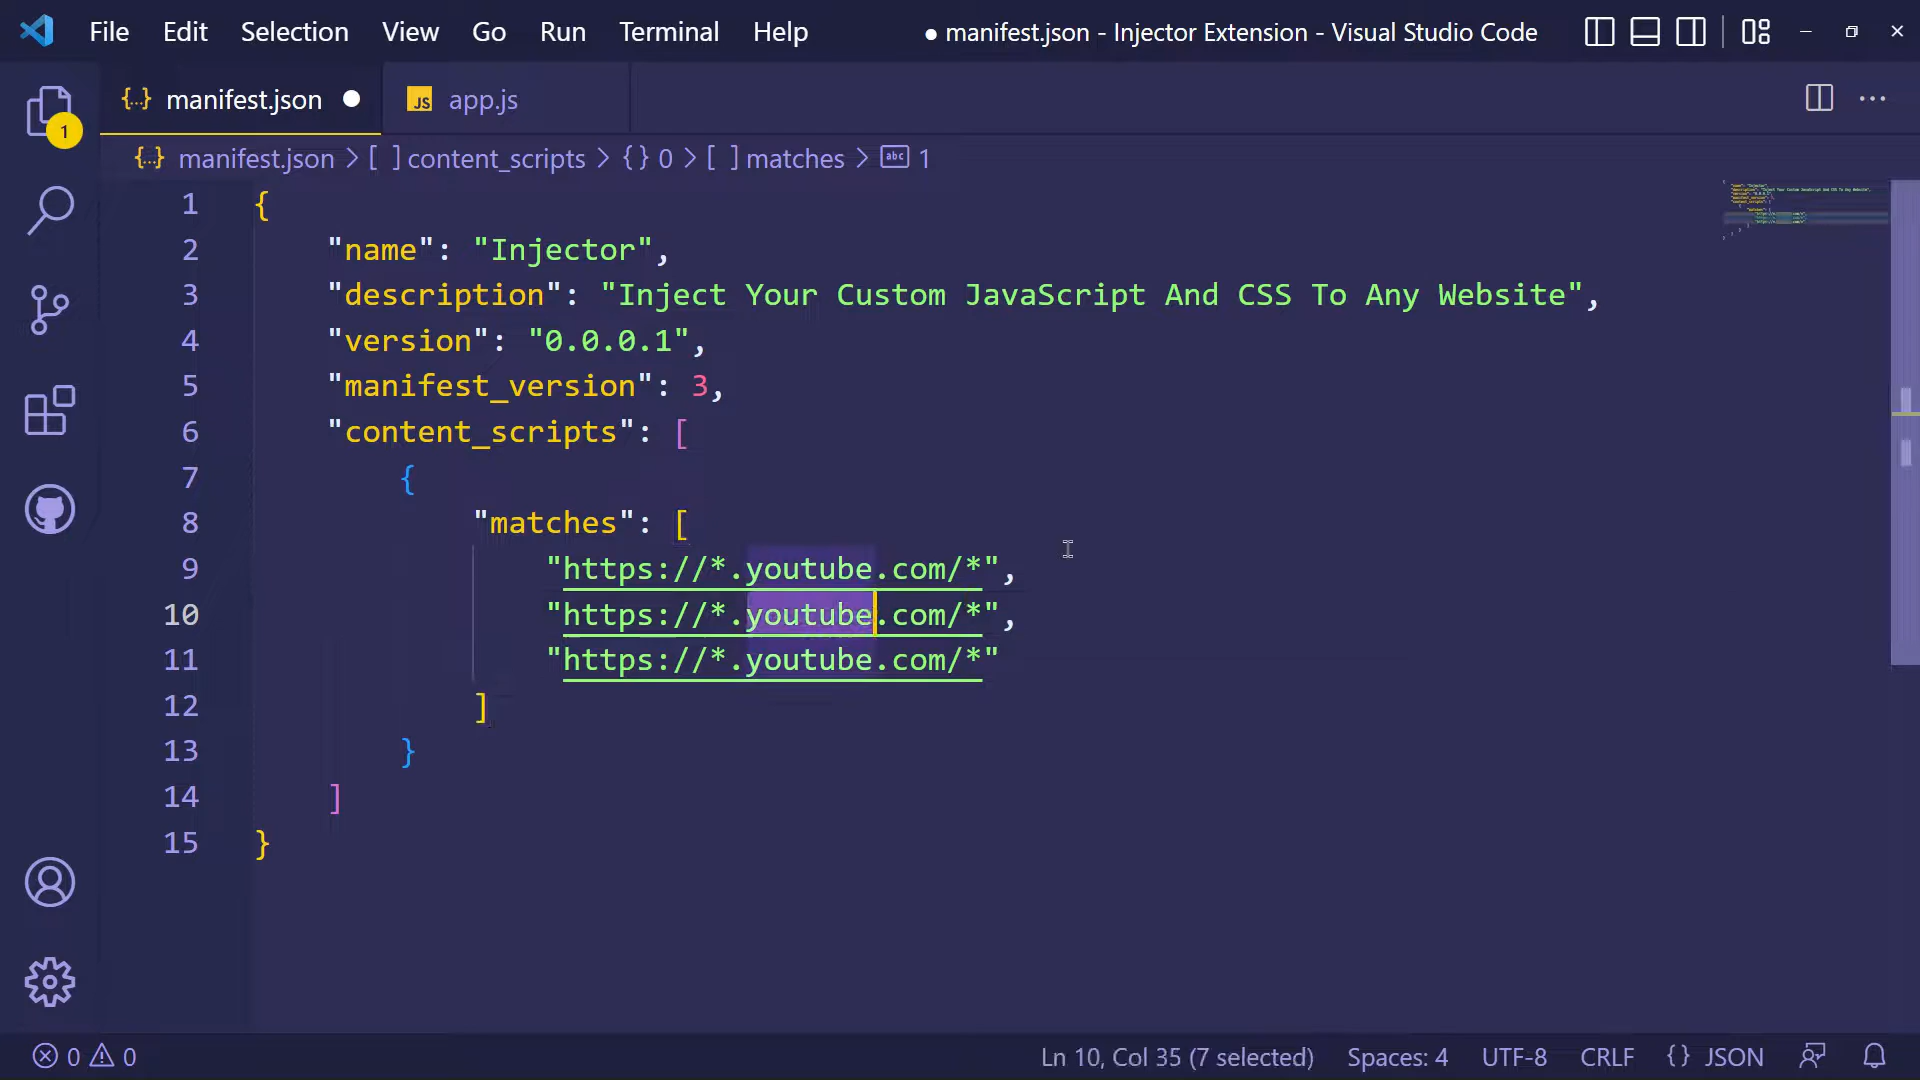 File Edit Selection View Go Run Terminal Help ● manifest.json - Injector Extension - Visual Studio Code
{..} manifest.json ● JS app.js
1
{..} manifest.json > [ ] content_scripts > { } 0 > [ ] matches > abc 1
1 {
2 "name": "Injector",
3 "description": "Inject Your Custom JavaScript And CSS To Any Website",
4 "version": "0.0.0.1",
5 "manifest_version": 3,
6 "content_scripts": [
7 {
8 "matches": [
9 "https://*.youtube.com/*",
10 "https://*.youtube.com/*",
11 "https://*.youtube.com/*"
12 ]
13 }
14 ]
15 }
0 0 Ln 10, Col 35 (7 selected) Spaces: 4 UTF-8 CRLF { } JSON